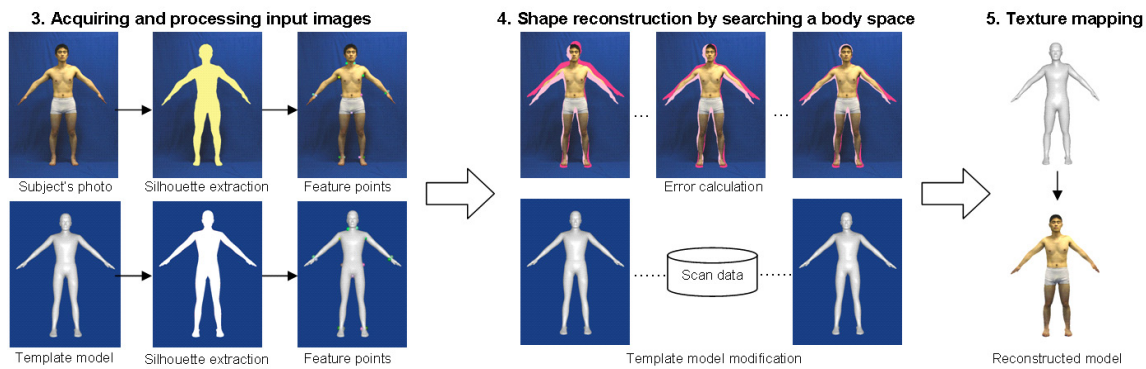 3. Acquiring and processing input images
Subject's photo
Silhouette extraction
Feature points
Template model
Silhouette extraction
Feature points
4. Shape reconstruction by searching a body space
...
...
Error calculation
Scan data
Template model modification
5. Texture mapping
Reconstructed model